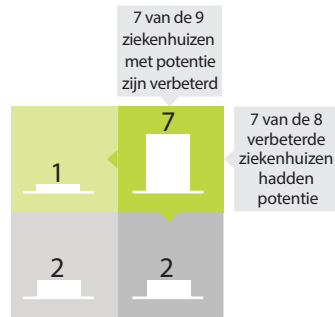 7 van de 9
ziekenhuizen
met potentie
zijn verbeterd
7
7 van de 8
verbeterde
ziekenhuizen
hadden
potentie
1
2
2